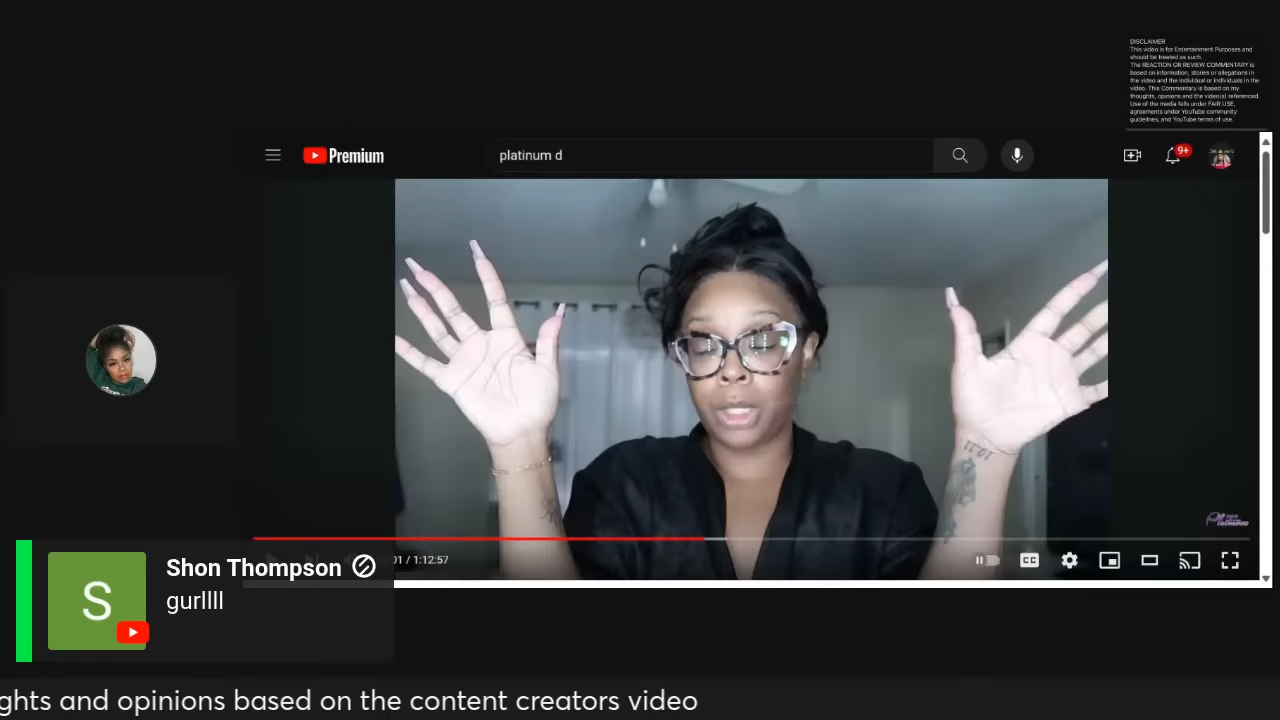 DISCLAIMER
This video is for Entertainment Purposes and
should be treated as such.
The REACTION OR REVIEW COMMENTARY is
based on information, stories or allegations in
the video and the individual or individuals in the
video. This Commentary is based on my
thoughts, opinions and the video(s) referenced.
Use of the media falls under FAIR USE,
agreements under YouTube community
guidelines, and YouTube terms of use.
Premium
platinum d
9+
01 / 1:12:57
CC
S
Shon Thompson
gurllll
ghts and opinions based on the content creators video